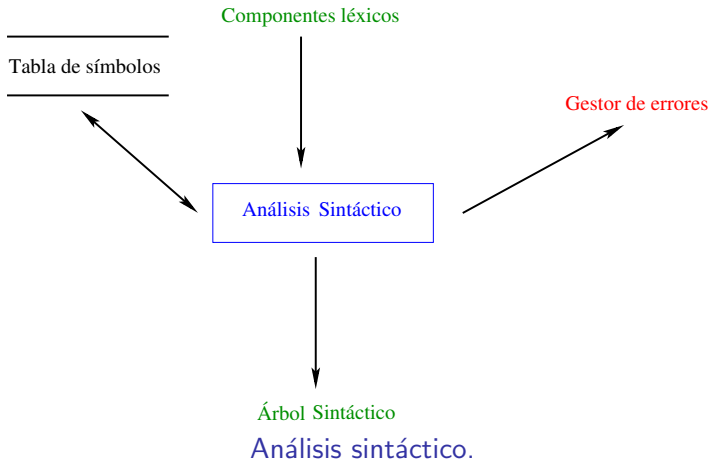 Componentes léxicos
Tabla de símbolos
Gestor de errores
Análisis Sintáctico
Árbol Sintáctico
Análisis sintáctico.